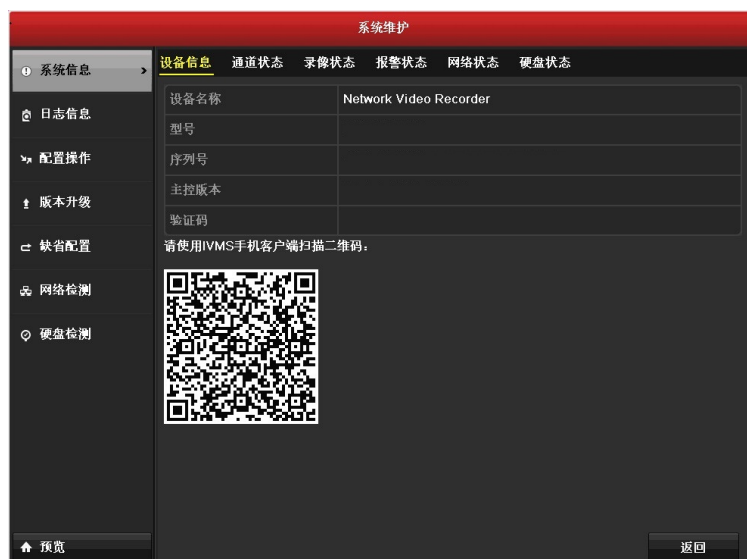 系统维护
系统信息
日志信息
配置操作
版本升级
缺省配置
网络检测
硬盘检测
预览
设备信息 通道状态 录像状态 报警状态 网络状态 硬盘状态
设备名称 Network Video Recorder
型号
序列号
主控版本
验证码
请使用IVMS手机客户端扫描二维码：
返回